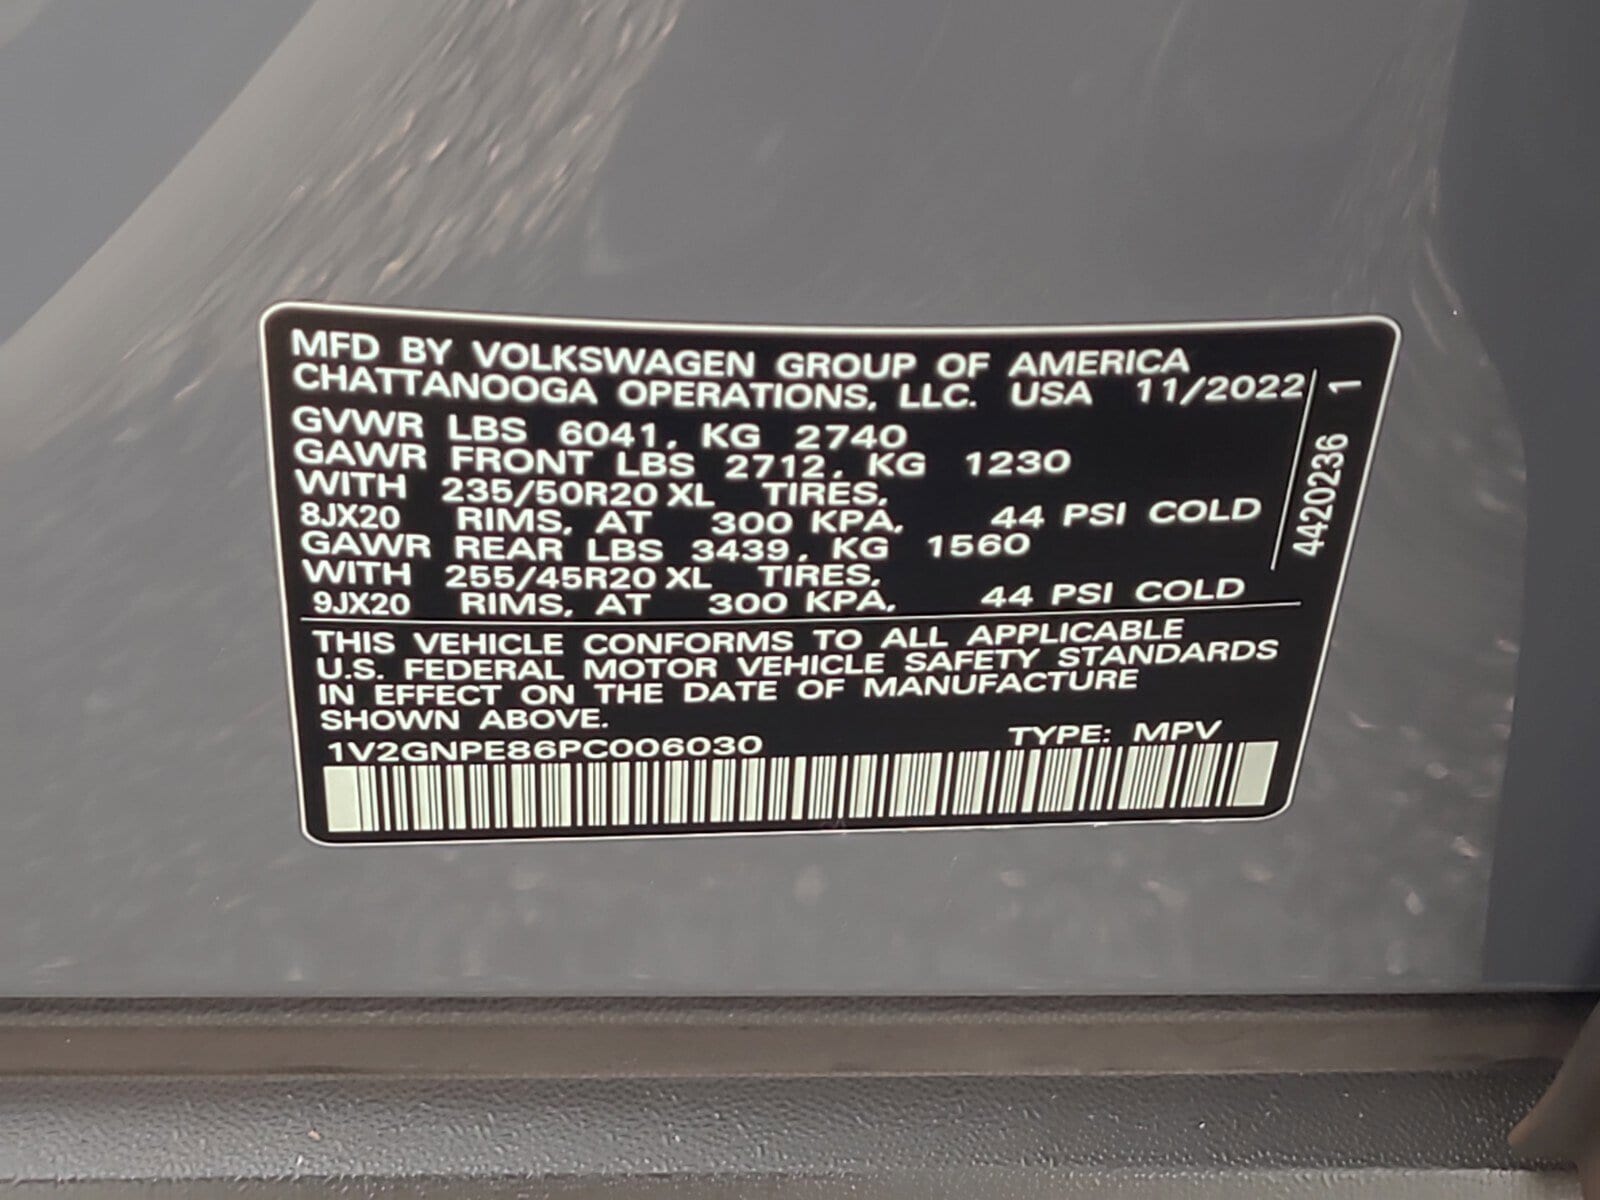 MFD BY VOLKSWAGEN GROUP OF AMERICA
CHATTANOOGA OPERATIONS, LLC. USA 11/2022
GVWR LBS 6041, KG 2740
GAWR FRONT LBS 2712, KG 1230
WITH 235/50R20 XL TIRES,
8JX20 RIMS, AT 300 KPA, 44 PSI COLD
GAWR REAR LBS 3439, KG 1560
WITH 255/45R20 XL TIRES,
9JX20 RIMS, AT 300 KPA, 44 PSI COLD
4420236 1
THIS VEHICLE CONFORMS TO ALL APPLICABLE
U.S. FEDERAL MOTOR VEHICLE SAFETY STANDARDS
IN EFFECT ON THE DATE OF MANUFACTURE
SHOWN ABOVE.
1V2GNPE86PC006030 TYPE: MPV